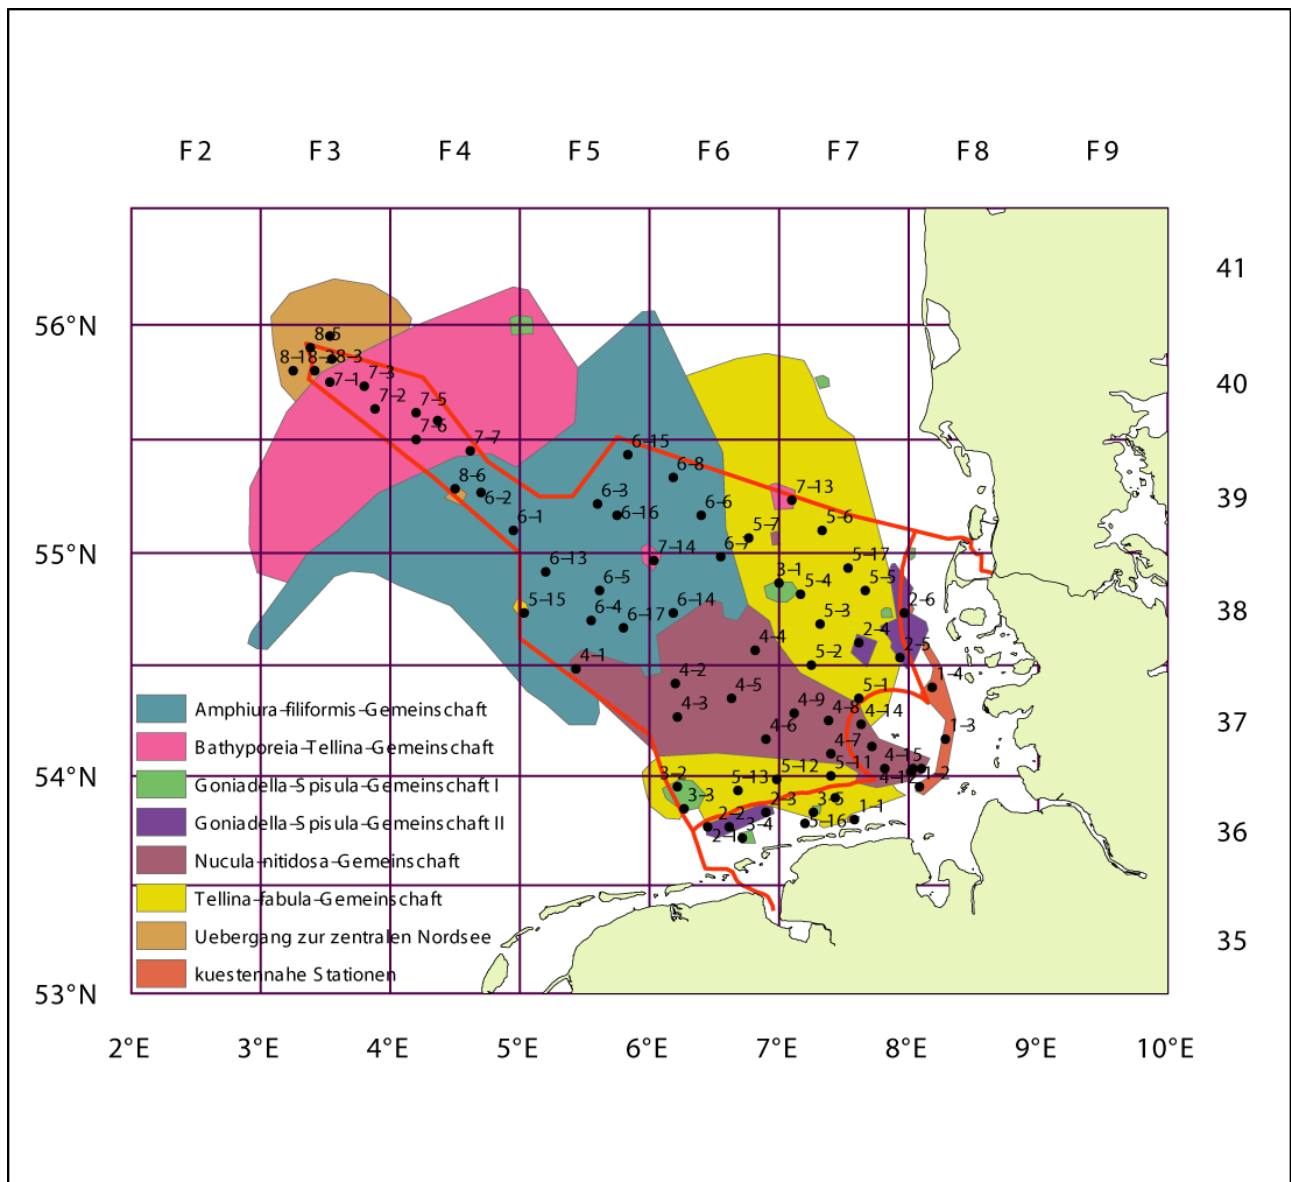 F2 F3 F4 F5 F6 F7 F8 F9
41
56°N
8–5
8–1 8–3
7–1 7–3
40
7–2 7–5
7–6
7–7
6–15
8–6 6–8
6–2 6–3 6–6 7–13
39
6–1 6–16 5–7 5–6
55°N
6–7
6–13 7–14 5–17
6–5 3–1 5–4 5–5
5–15 6–4 6–17 6–14 5–3 2–6
38
4–4 2–4 2–5
4–1 5–2
4–2 4–5 5–1 1–4
4–3 4–9 4–8 4–14 1–3
37
4–6 4–7 4–15
54°N
3–2 5–13 5–12 5–11 1–2
3–3 2–2 2–3 3–5 1–1
2–1 3–4 5–16
36
35
53°N
Amphiura–filiformis–Gemeinschaft
Bathyporeia–Tellina–Gemeinschaft
Goniadella–Spisula–Gemeinschaft I
Goniadella–Spisula–Gemeinschaft II
Nucula–nitidosa–Gemeinschaft
Tellina–fabula–Gemeinschaft
Uebergang zur zentralen Nordsee
kuestennahe Stationen
2°E 3°E 4°E 5°E 6°E 7°E 8°E 9°E 10°E